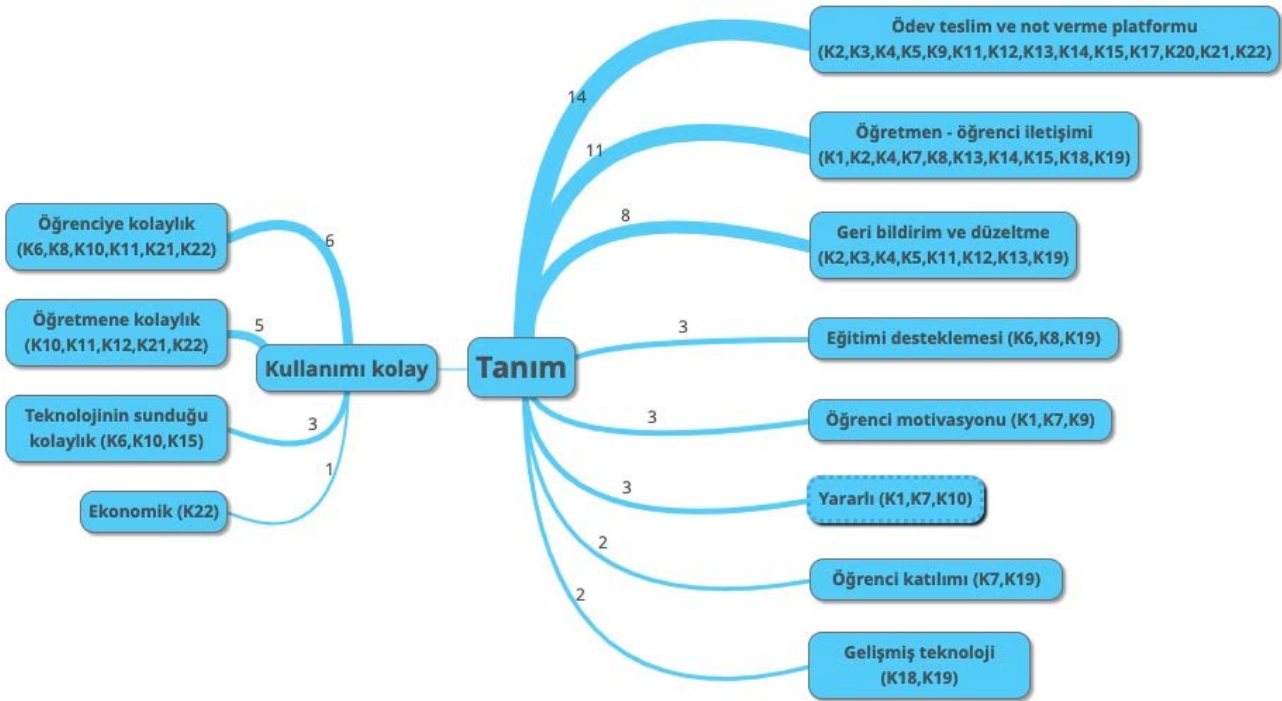 Ödev teslim ve not verme platformu
(K2,K3,K4,K5,K9,K11,K12,K13,K14,K15,K17,K20,K21,K22)
14
Öğretmen - öğrenci iletişimi
(K1,K2,K4,K7,K8,K13,K14,K15,K18,K19)
11
Geri bildirim ve düzeltme
(K2,K3,K4,K5,K11,K12,K13,K19)
8
Öğrenciye kolaylık
(K6,K8,K10,K11,K21,K22)
6
Öğretmene kolaylık
(K10,K11,K12,K21,K22)
5
Kullanımı kolay
Tanım
3
Eğitimi desteklemesi (K6,K8,K19)
Teknolojinin sunduğu
kolaylık (K6,K10,K15)
3
3
Öğrenci motivasyonu (K1,K7,K9)
Ekonomik (K22)
1
3
Yararlı (K1,K7,K10)
2
Öğrenci katılımı (K7,K19)
2
Gelişmiş teknoloji
(K18,K19)